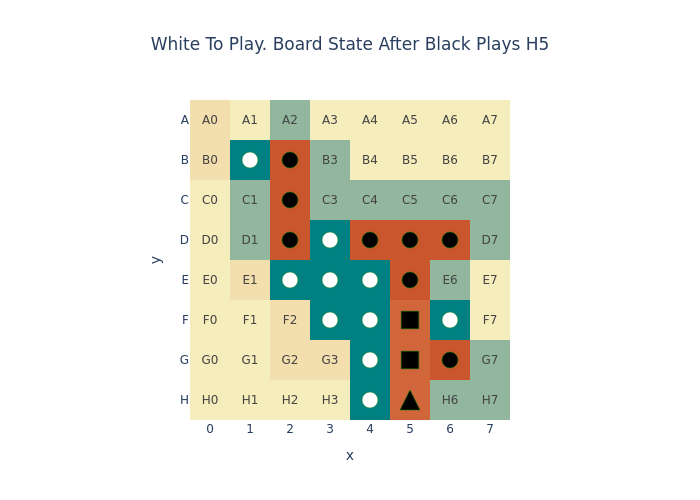 White To Play. Board State After Black Plays H5
A A0 A1 A2 A3 A4 A5 A6 A7
B B0 B3 B4 B5 B6 B7
C C0 C1 C3 C4 C5 C6 C7
D D0 D1 D7
E E0 E1 E6 E7
F F0 F1 F2 F7
G G0 G1 G2 G3 G7
H H0 H1 H2 H3 H6 H7
0 1 2 3 4 5 6 7
x
y